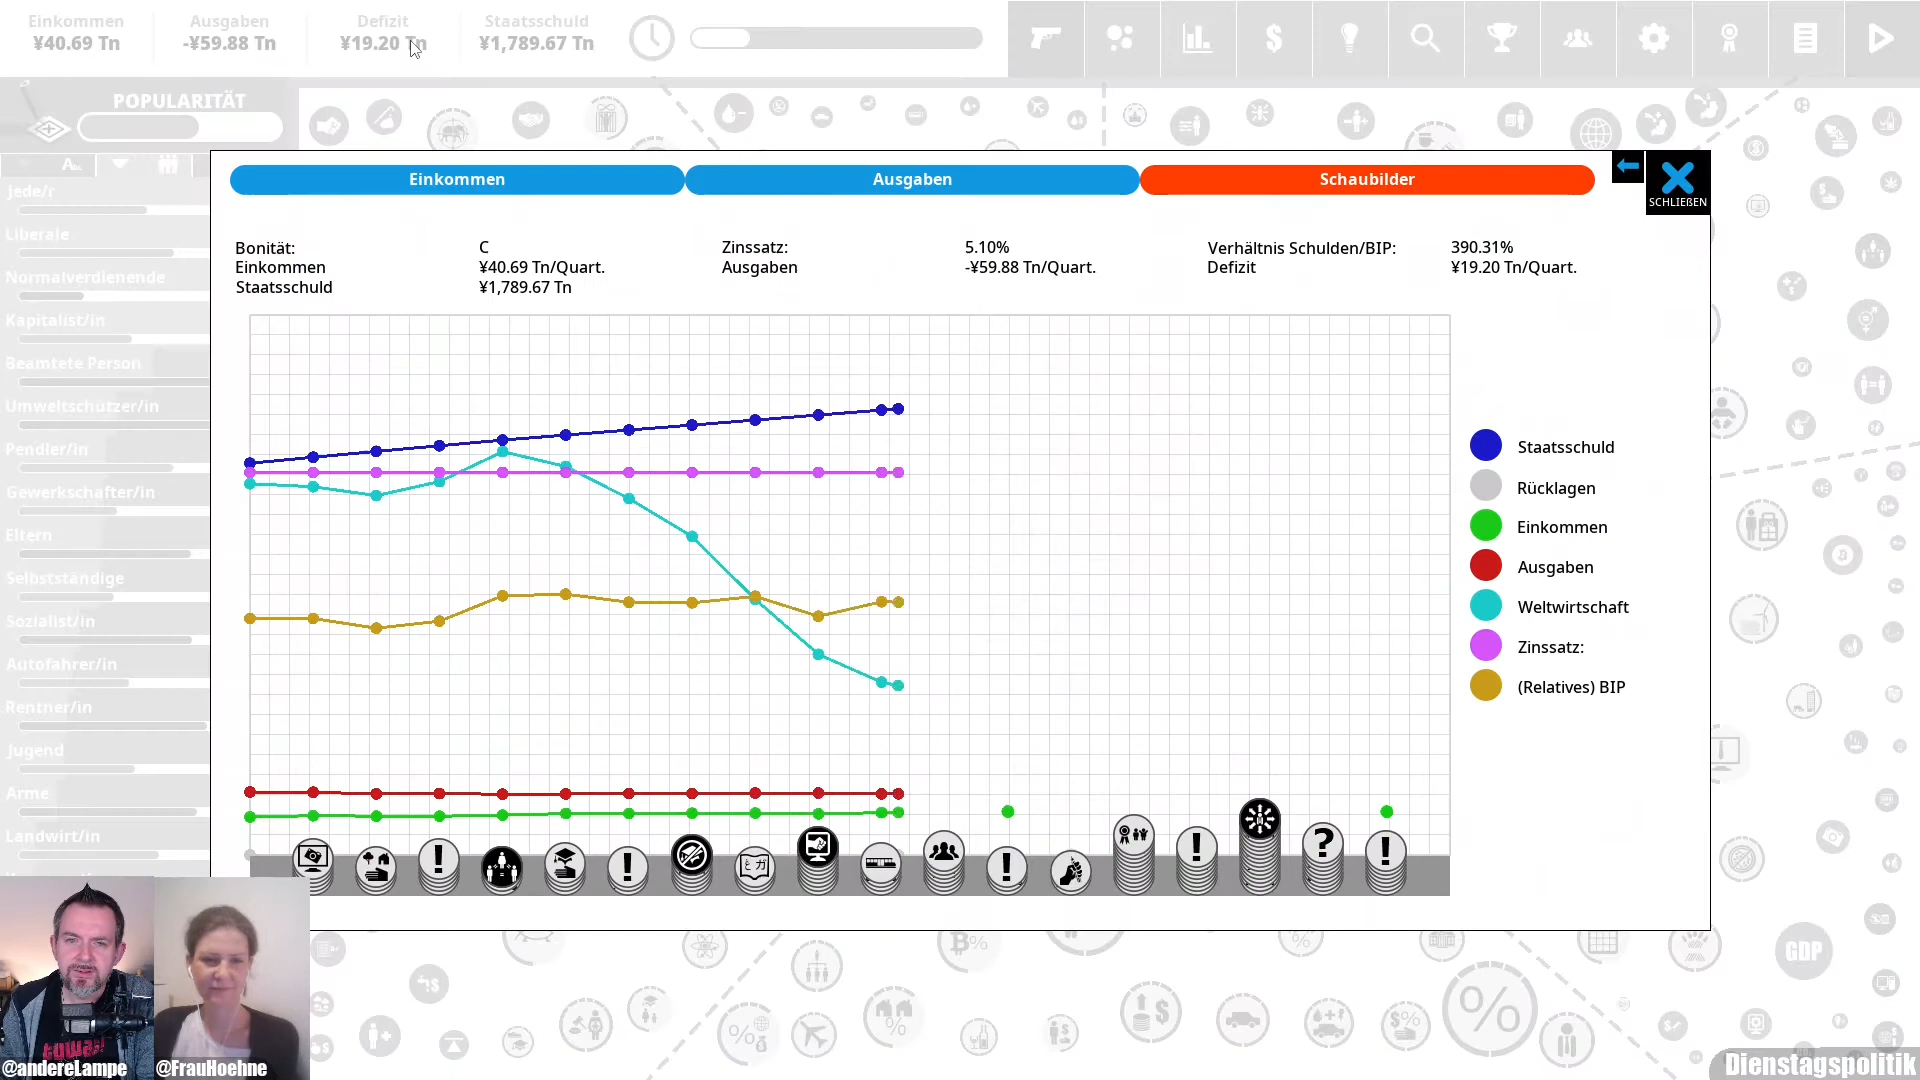 Einkommen
¥40.69 Tn
Ausgaben
-¥59.88 Tn
Defizit
¥19.20 Tn
Staatsschuld
¥1,789.67 Tn
POPULARITÄT
Jede/r
Liberale
Normalverdienende
Kapitalist/in
Beamtete Person
Umweltschützer/in
Pendler/in
Gewerkschafter/in
Eltern
Selbstständige
Sozialist/in
Autofahrer/in
Rentner/in
Jugend
Arme
Landwirt/in
Einkommen
Ausgaben
Schaubilder
SCHLIEßEN
Bonität: C Zinssatz: 5.10% Verhältnis Schulden/BIP: 390.31%
Einkommen ¥40.69 Tn/Quart. Ausgaben -¥59.88 Tn/Quart. Defizit ¥19.20 Tn/Quart.
Staatsschuld ¥1,789.67 Tn
Staatsschuld
Rücklagen
Einkommen
Ausgaben
Weltwirtschaft
Zinssatz:
(Relatives) BIP
GDP
@andereLampe
@FrauHoehne
Dienstagspolitik